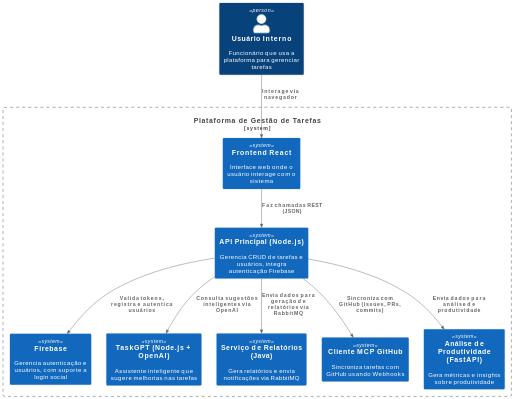 «person»
Usuário Interno
Funcionário que usa a
plataforma para gerenciar
tarefas
Interage via
navegador
Plataforma de Gestão de Tarefas
[system]
«system»
Frontend React
Interface web onde o
usuário interage com o
sistema
Faz chamadas REST
(JSON)
«system»
API Principal (Node.js)
Gerencia CRUD de tarefas e
usuários, integra
autenticação Firebase
Valida tokens,
registra e autentica
usuários
Consulta sugestões
inteligentes via
OpenAI
Envia dados para
geração de
relatórios via
RabbitMQ
Sincroniza com
GitHub (issues, PRs,
commits)
Envia dados para
análise de
produtividade
«system»
Firebase
Gerencia autenticação e
usuários, com suporte a
login social
«system»
TaskGPT (Node.js +
OpenAI)
Assistente inteligente que
sugere melhorias nas tarefas
«system»
Serviço de Relatórios
(Java)
Gera relatórios e envia
notificações via RabbitMQ
«system»
Cliente MCP GitHub
Sincroniza tarefas com
GitHub usando Webhooks
«system»
Análise de
Produtividade
(FastAPI)
Gera métricas e insights
sobre produtividade